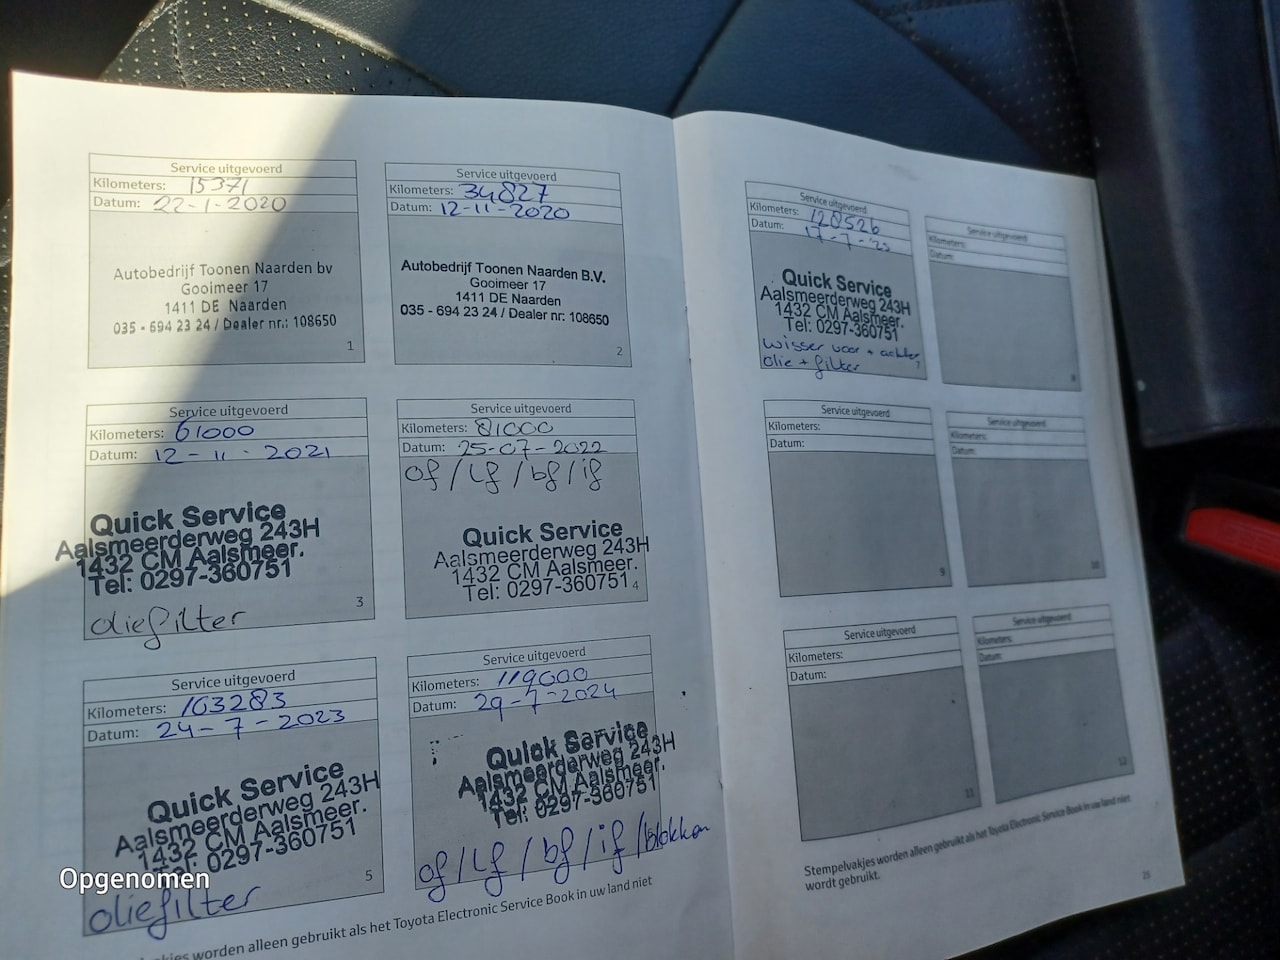 Service uitgevoerd
Kilometers: 15371
Datum: 22-1-2020
Autobedrijf Toonen Naarden bv
Gooimeer 17
1411 DE Naarden
035 - 694 23 24 / Dealer nr.: 108650
1
Service uitgevoerd
Kilometers: 34827
Datum: 12-11-2020
Autobedrijf Toonen Naarden B.V.
Gooimeer 17
1411 DE Naarden
035 - 694 23 24 / Dealer nr.: 108650
2
Service uitgevoerd
Kilometers: 61000
Datum: 12-11-2021
Quick Service
Aalsmeerderweg 243H
1432 CM Aalsmeer.
Tel: 0297-360751
oliefilter
3
Service uitgevoerd
Kilometers: 81000
Datum: 25-07-2022
of / lf / bf / if
Quick Service
Aalsmeerderweg 243H
1432 CM Aalsmeer.
Tel: 0297-360751
4
Service uitgevoerd
Kilometers: 103283
Datum: 24-7-2023
Quick Service
Aalsmeerderweg 243H
1432 CM Aalsmeer.
Tel: 0297-360751
5
oliefilter
Service uitgevoerd
Kilometers: 119000
Datum: 29-7-2024
Quick Service
Aalsmeerderweg 243H
1432 CM Aalsmeer.
Tel: 0297-360751
of / lf / bf / if / blokken
worden alleen gebruikt als het Toyota Electronic Service Book in uw land niet
Service uitgevoerd
Kilometers: 128526
Datum: 17-7-'25
Quick Service
Aalsmeerderweg 243H
1432 CM Aalsmeer.
Tel: 0297-360751
wisser voor + achter
olie + filter
7
Service uitgevoerd
Kilometers:
Datum:
8
Service uitgevoerd
Kilometers:
Datum:
9
Service uitgevoerd
Kilometers:
Datum:
10
Service uitgevoerd
Kilometers:
Datum:
11
Service uitgevoerd
Kilometers:
Datum:
12
Stempelvakjes worden alleen gebruikt als het Toyota Electronic Service Book in uw land niet
wordt gebruikt.
25
Opgenomen